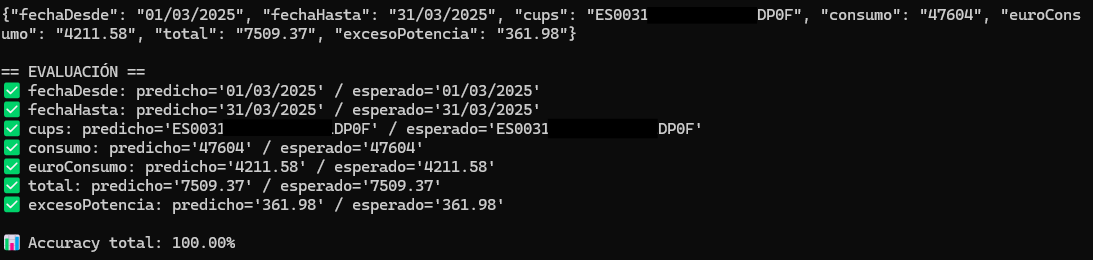 {"fechaDesde": "01/03/2025", "fechaHasta": "31/03/2025", "cups": "ES0031 DP0F", "consumo": "47604", "euroCons
umo": "4211.58", "total": "7509.37", "excesoPotencia": "361.98"}
== EVALUACIÓN ==
✅ fechaDesde: predicho='01/03/2025' / esperado='01/03/2025'
✅ fechaHasta: predicho='31/03/2025' / esperado='31/03/2025'
✅ cups: predicho='ES0031 DP0F' / esperado='ES0031 DP0F'
✅ consumo: predicho='47604' / esperado='47604'
✅ euroConsumo: predicho='4211.58' / esperado='4211.58'
✅ total: predicho='7509.37' / esperado='7509.37'
✅ excesoPotencia: predicho='361.98' / esperado='361.98'
📊 Accuracy total: 100.00%